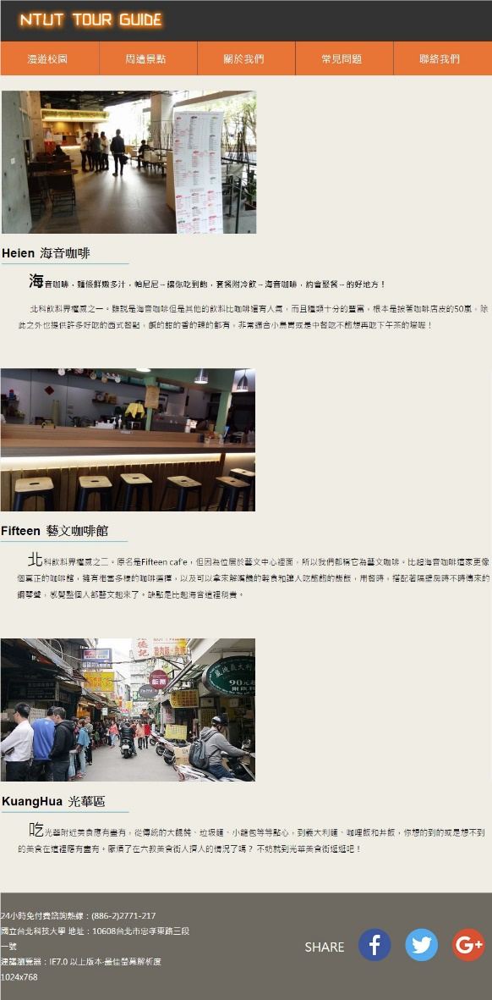 NTUT TOUR GUIDE
漫遊校園 周遭景點 關於我們 常見問題 聯絡我們
Heien 海音咖啡
海音咖啡，麵條鮮嫩多汁，帕尼尼～讓你吃到飽，套餐附冷飲～海音咖啡，約會聚餐～的好地方！
北科飲料界權威之一。雖說是海音咖啡但是其他的飲料比咖啡還有人氣，而且種類十分的豐富，根本是披著咖啡店皮的50嵐，除
此之外也提供許多好吃的西式餐點，鹹的甜的香的辣的都有，非常適合小鳥胃或是中餐吃不飽想再吃下午茶的捧喔！
Fifteen 藝文咖啡館
北科飲料界權威之二。原名是Fifteen caf'e，但因為位居於藝文中心裡面，所以我們都稱它為藝文咖啡。比起海音咖啡這家更像
個真正的咖啡館，擁有相當多樣的咖啡選擇，以及可以拿來解嘴饞的輕食和讓人吃飽飽的飯飯，用餐時，搭配著隔壁房時不時傳來的
鋼琴聲，感覺整個人都藝文起來了。缺點是比起海音這裡稍貴。
飯蘭
90元起
KuangHua 光華區
吃光華附近美食應有盡有，從傳統的大餛飩、垃圾麵、小籠包等等點心，到義大利麵、咖哩飯和丼飯，你想的到的或是想不到
的美食在這裡應有盡有。厭煩了在六教美食街人擠人的情況了嗎？ 不妨就到光華美食街逛逛吧！
24小時免付費諮詢熱線：(886-2)2771-217
國立台北科技大學 地址：10608台北市忠孝東路三段
一號
建議瀏覽器：IE7.0 以上版本‧最佳螢幕解析度
1024x768
SHARE